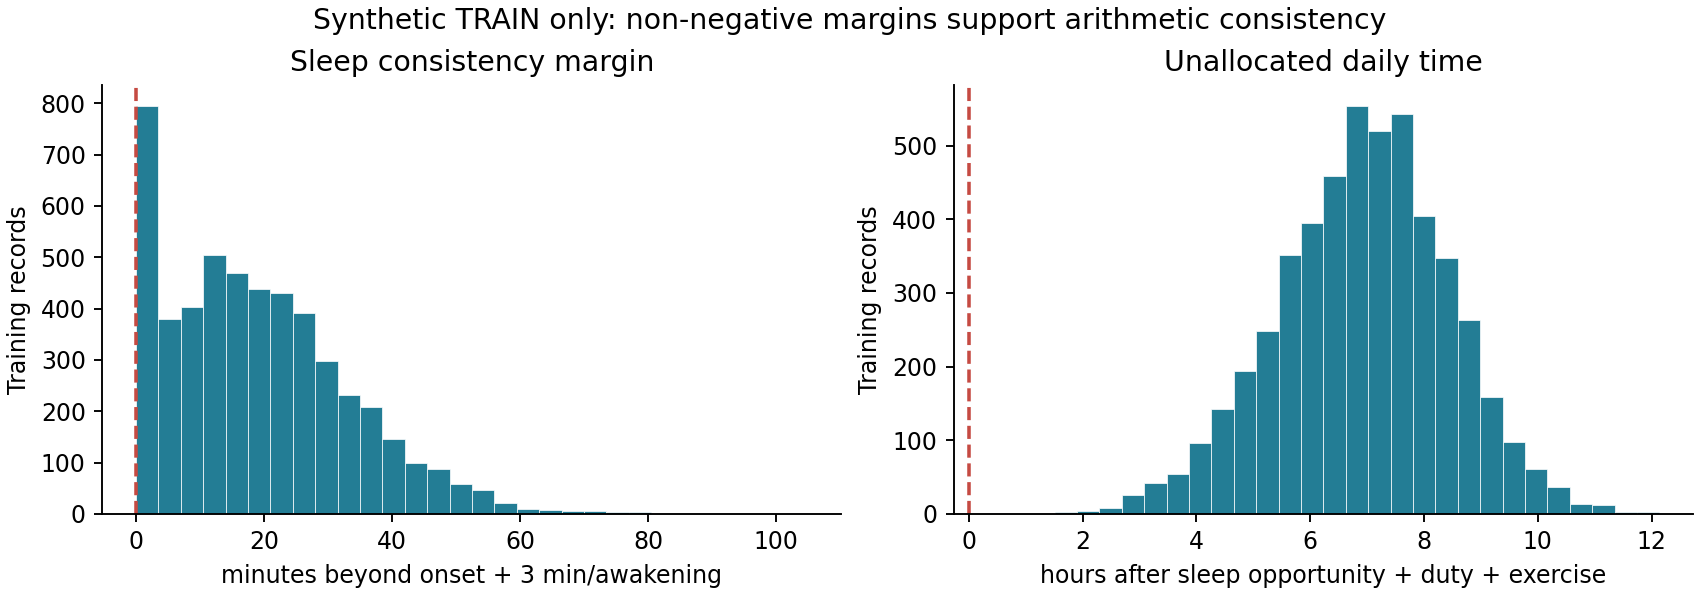 Synthetic TRAIN only: non-negative margins support arithmetic consistency
Sleep consistency margin
Training records
800
700
600
500
400
300
200
100
0
0 20 40 60 80 100
minutes beyond onset + 3 min/awakening
Unallocated daily time
Training records
500
400
300
200
100
0
0 2 4 6 8 10 12
hours after sleep opportunity + duty + exercise